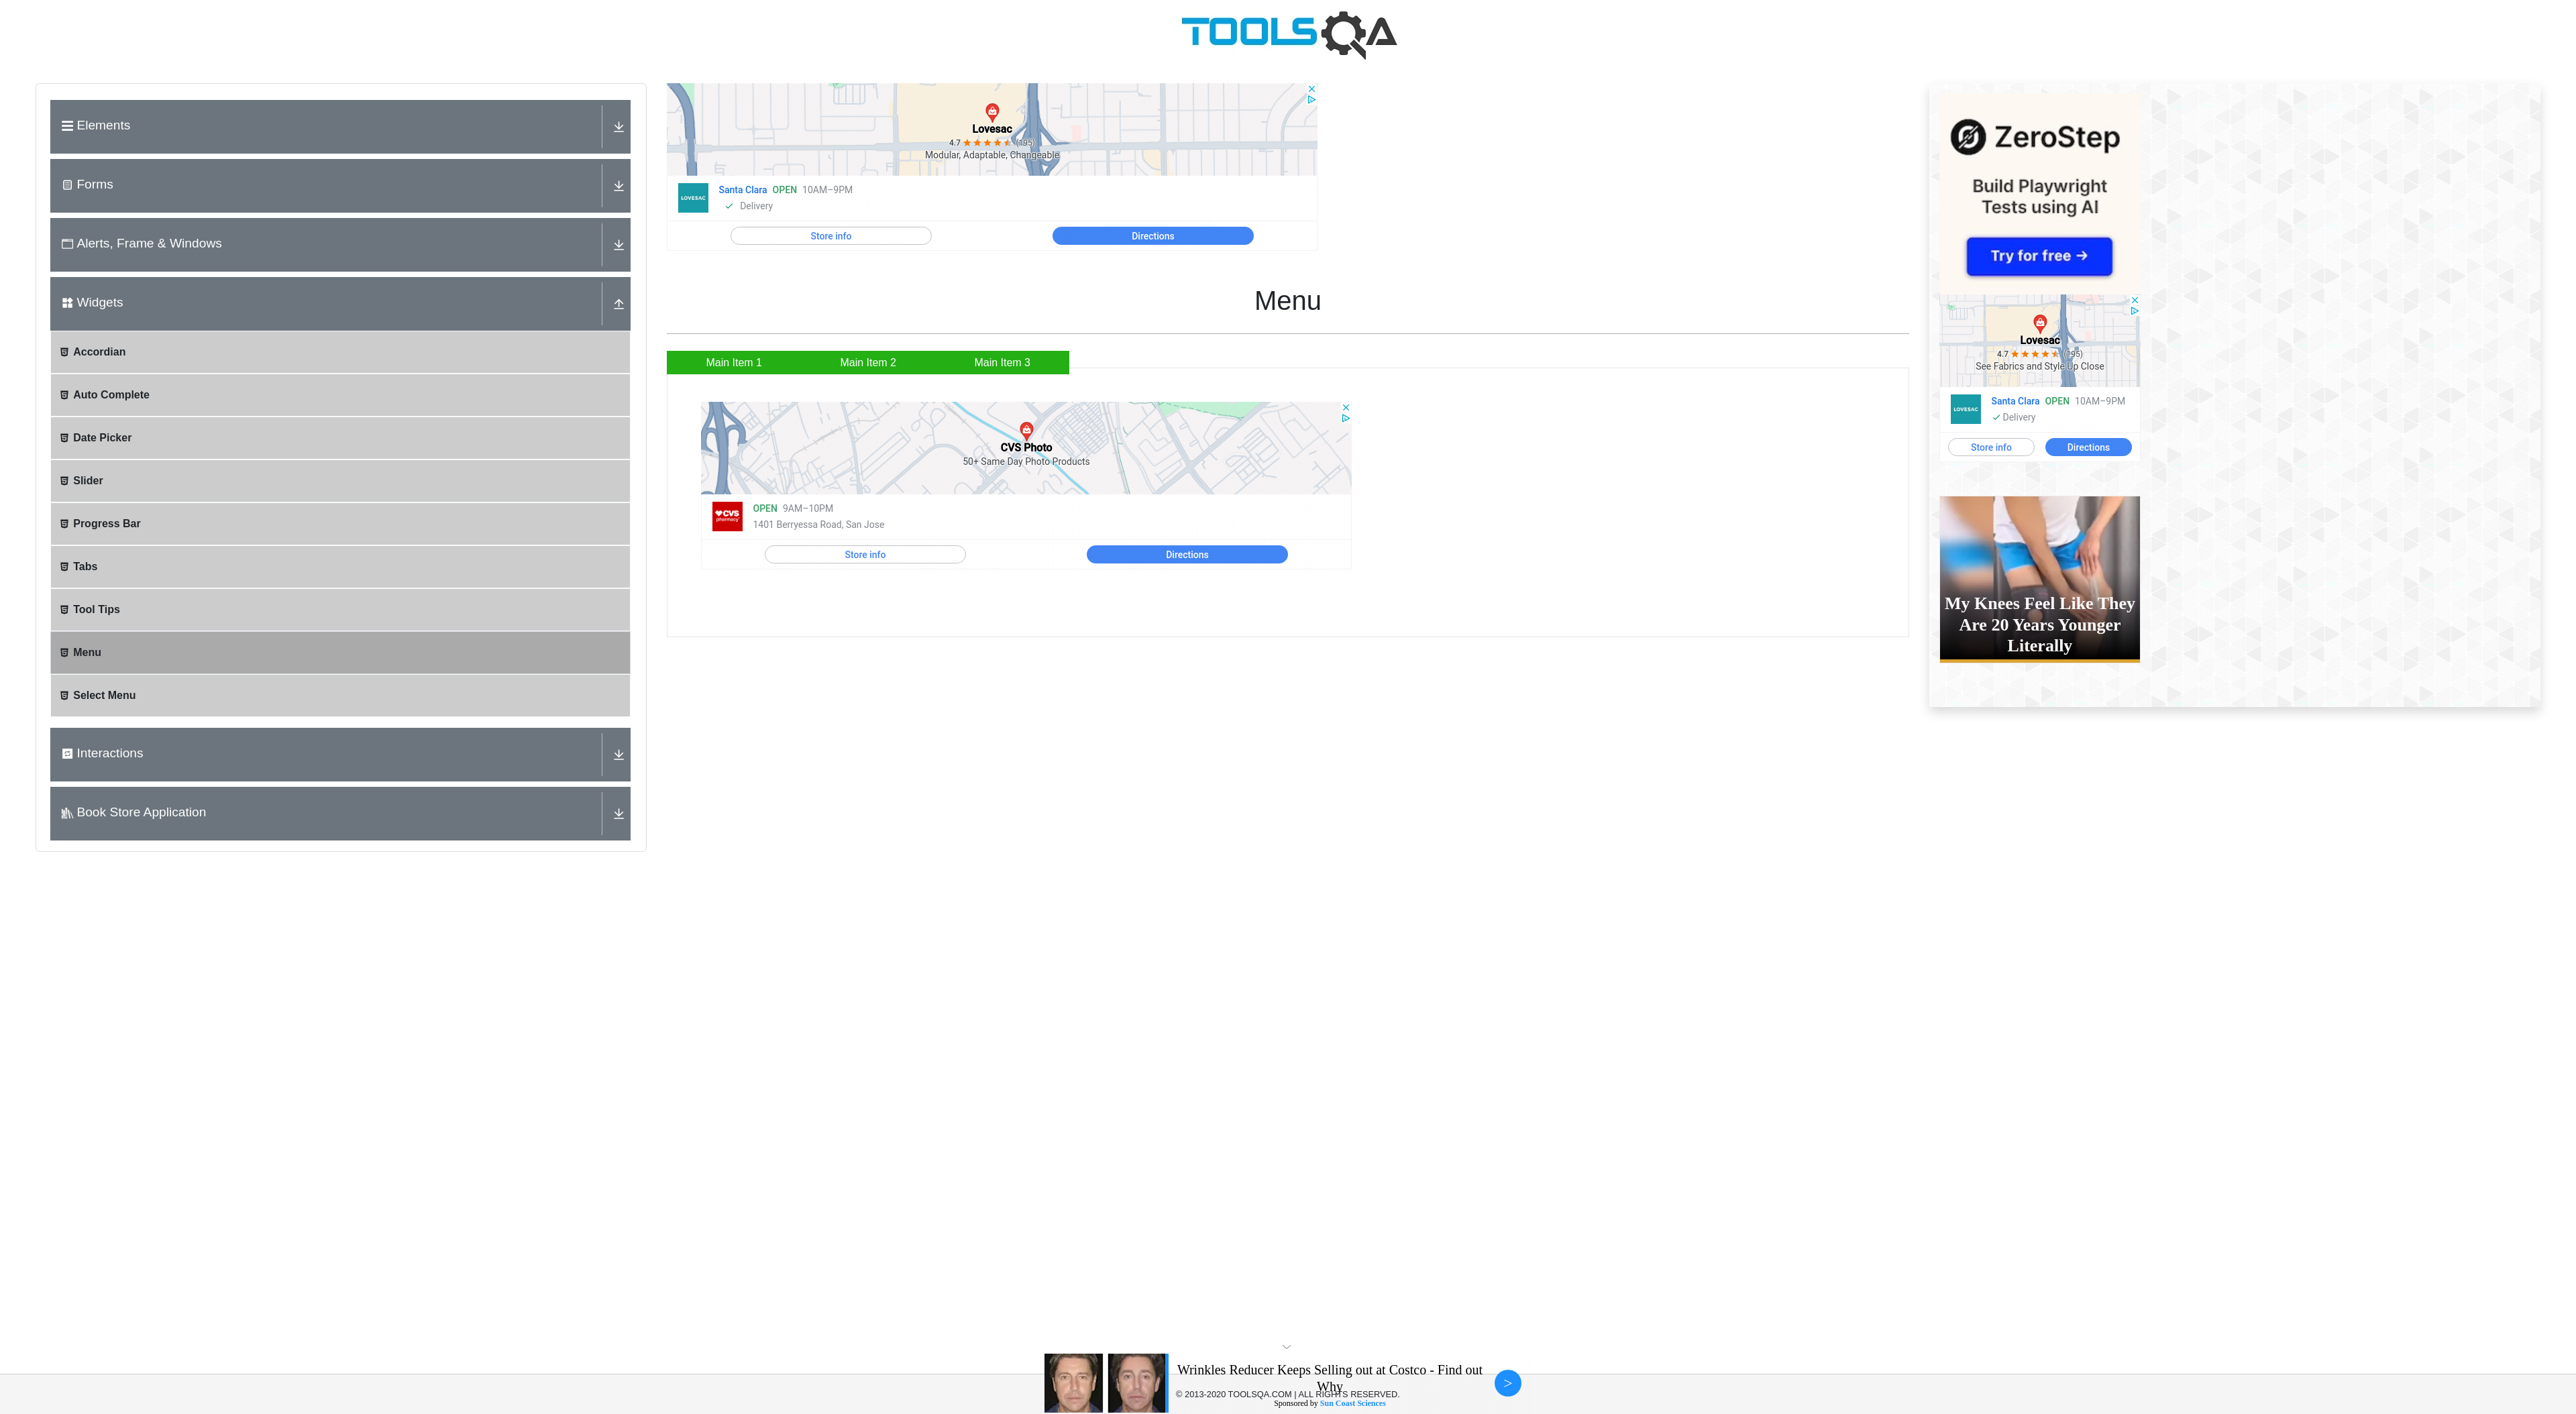 TOOLSQA
Elements
Forms
Alerts, Frame & Windows
Widgets
Accordian
Auto Complete
Date Picker
Slider
Progress Bar
Tabs
Tool Tips
Menu
Select Menu
Interactions
Book Store Application
Lovesac
4.7 (195)
Modular, Adaptable, Changeable
LOVESAC
Santa Clara OPEN 10AM–9PM
Delivery
Store info
Directions
Menu
Main Item 1
Main Item 2
Main Item 3
CVS Photo
50+ Same Day Photo Products
CVS
pharmacy
OPEN 9AM–10PM
1401 Berryessa Road, San Jose
Store info
Directions
ZeroStep
Build Playwright
Tests using AI
Try for free →
Lovesac
4.7 (195)
See Fabrics and Style Up Close
LOVESAC
Santa Clara OPEN 10AM–9PM
Delivery
Store info
Directions
My Knees Feel Like They
Are 20 Years Younger
Literally
Wrinkles Reducer Keeps Selling out at Costco - Find out
Why
>
© 2013-2020 TOOLSQA.COM | ALL RIGHTS RESERVED.
Sponsored by Sun Coast Sciences